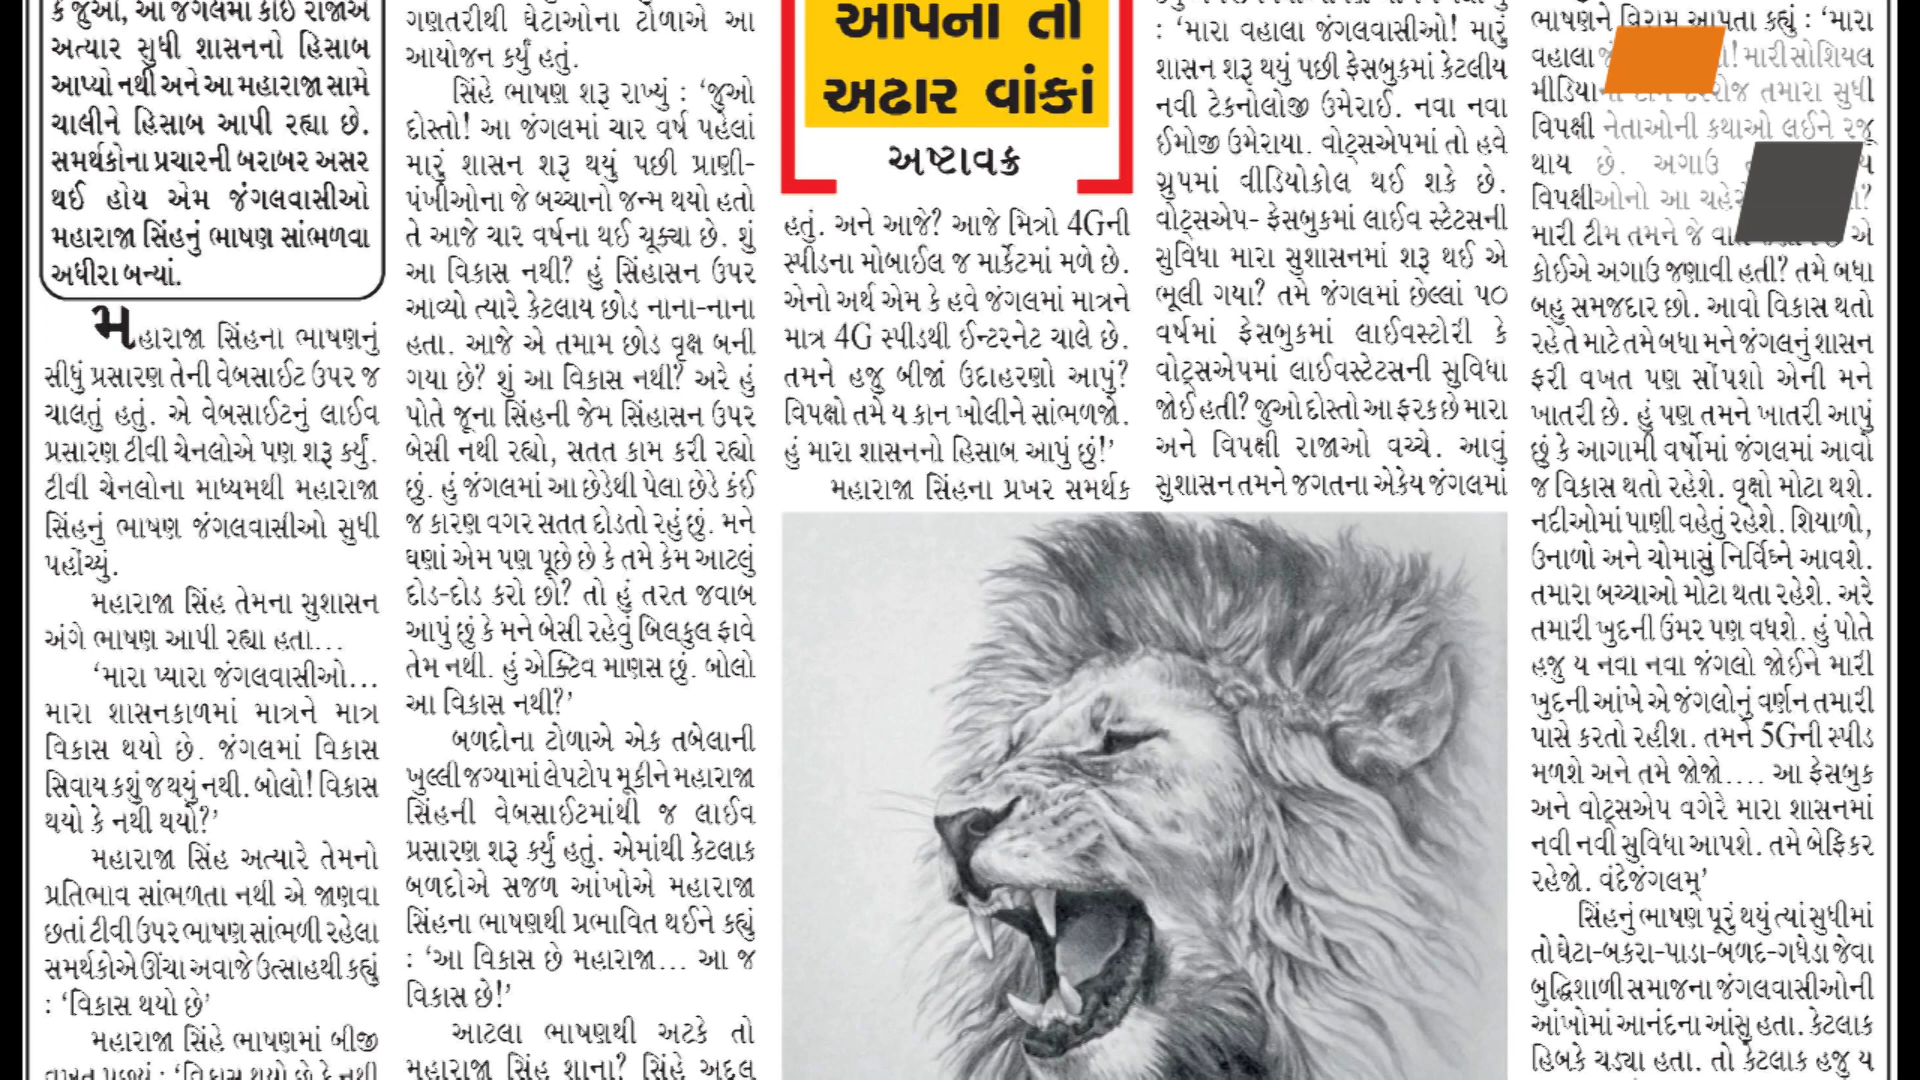 કે જુઓ, આ જંગલમાં કોઈ રાજાએ
અત્યાર સુધી શાસનનો હિસાબ
આપ્યો નથી અને આ મહારાજા સામે
ચાલીને હિસાબ આપી રહ્યા છે.
સમર્થકોના પ્રચારની બરાબર અસર
થઈ હોય એમ જંગલવાસીઓ
મહારાજા સિંહનું ભાષણ સાંભળવા
અધીરા બન્યાં.
મહારાજા સિંહના ભાષણનું
સીધું પ્રસારણ તેની વેબસાઈટ ઉપર જ
ચાલતું હતું. એ વેબસાઈટનું લાઈવ
પ્રસારણ ટીવી ચેનલોએ પણ શરૂ કર્યું.
ટીવી ચેનલોના માધ્યમથી મહારાજા
સિંહનું ભાષણ જંગલવાસીઓ સુધી
પહોંચ્યું.
મહારાજા સિંહ તેમના સુશાસન
અંગે ભાષણ આપી રહ્યા હતા...
‘મારા પ્યારા જંગલવાસીઓ...
મારા શાસનકાળમાં માત્રને માત્ર
વિકાસ થયો છે. જંગલમાં વિકાસ
સિવાય કશું જ થયું નથી. બોલો! વિકાસ
થયો કે નથી થયો?’
મહારાજા સિંહ અત્યારે તેમનો
પ્રતિભાવ સાંભળતા નથી એ જાણવા
છતાં ટીવી ઉપર ભાષણ સાંભળી રહેલા
સમર્થકોએ ઊંચા અવાજે ઉત્સાહથી કહ્યું
: ‘વિકાસ થયો છે’
મહારાજા સિંહે ભાષણમાં બીજી
વખત પૂછ્યું : ‘વિકાસ થયો છે કે નથી
ગણતરીથી ઘેટાઓના ટોળાએ આ
આયોજન કર્યું હતું.
સિંહે ભાષણ શરૂ રાખ્યું : ‘જુઓ
દોસ્તો! આ જંગલમાં ચાર વર્ષ પહેલાં
મારું શાસન શરૂ થયું પછી પ્રાણી-
પંખીઓના જે બચ્ચાનો જન્મ થયો હતો
તે આજે ચાર વર્ષના થઈ ચૂક્યા છે. શું
આ વિકાસ નથી? હું સિંહાસન ઉપર
આવ્યો ત્યારે કેટલાય છોડ નાના-નાના
હતા. આજે એ તમામ છોડ વૃક્ષ બની
ગયા છે? શું આ વિકાસ નથી? અરે હું
પોતે જૂના સિંહની જેમ સિંહાસન ઉપર
બેસી નથી રહ્યો, સતત કામ કરી રહ્યો
છું. હું જંગલમાં આ છેડેથી પેલા છેડે કંઈ
જ કારણ વગર સતત દોડતો રહું છું. મને
ઘણાં એમ પણ પૂછે છે કે તમે કેમ આટલું
દોડ-દોડ કરો છો? તો હું તરત જવાબ
આપું છું કે મને બેસી રહેવું બિલકુલ ફાવે
તેમ નથી. હું એક્ટિવ માણસ છું. બોલો
આ વિકાસ નથી?’
બળદોના ટોળાએ એક તબેલાની
ખુલ્લી જગ્યામાં લેપટોપ મૂકીને મહારાજા
સિંહની વેબસાઈટમાંથી જ લાઈવ
પ્રસારણ શરૂ કર્યું હતું. એમાંથી કેટલાક
બળદોએ સજળ આંખોએ મહારાજા
સિંહના ભાષણથી પ્રભાવિત થઈને કહ્યું
: ‘આ વિકાસ છે મહારાજા... આ જ
વિકાસ છે!’
આટલા ભાષણથી અટકે તો
મહારાજા સિંહ શાના? સિંહે અદ્દલ
આપના તો
અઢાર વાંકાં
અષ્ટાવક્ર
હતું. અને આજે? આજે મિત્રો 4Gની
સ્પીડના મોબાઈલ જ માર્કેટમાં મળે છે.
એનો અર્થ એમ કે હવે જંગલમાં માત્રને
માત્ર 4G સ્પીડથી ઈન્ટરનેટ ચાલે છે.
તમને હજુ બીજાં ઉદાહરણો આપું?
વિપક્ષો તમે ય કાન ખોલીને સાંભળજો.
હું મારા શાસનનો હિસાબ આપું છું!’
મહારાજા સિંહના પ્રખર સમર્થક
: ‘મારા વહાલા જંગલવાસીઓ! મારું
શાસન શરૂ થયું પછી ફેસબુકમાં કેટલીય
નવી ટેકનોલોજી ઉમેરાઈ. નવા નવા
ઈમોજી ઉમેરાયા. વોટ્સએપમાં તો હવે
ગ્રુપમાં વીડિયોકોલ થઈ શકે છે.
વોટ્સએપ- ફેસબુકમાં લાઈવ સ્ટેટસની
સુવિધા મારા સુશાસનમાં શરૂ થઈ એ
ભૂલી ગયા? તમે જંગલમાં છેલ્લાં ૫૦
વર્ષમાં ફેસબુકમાં લાઈવસ્ટોરી કે
વોટ્સએપમાં લાઈવસ્ટેટસની સુવિધા
જોઈ હતી? જુઓ દોસ્તો આ ફરક છે મારા
અને વિપક્ષી રાજાઓ વચ્ચે. આવું
સુશાસન તમને જગતના એકેય જંગલમાં
ભાષણને વિરામ આપતા કહ્યું : ‘મારા
વહાલા ! મારી સોશિયલ
મીડિયાની ટીમ દરરોજ તમારા સુધી
વિપક્ષી નેતાઓની કથાઓ લઈને રજૂ
થાય છે. અગાઉ
વિપક્ષીઓનો આ ચહેરો
મારી ટીમ તમને જે એ
કોઈએ અગાઉ જણાવી હતી? તમે બધા
બહુ સમજદાર છો. આવો વિકાસ થતો
રહે તે માટે તમે બધા મને જંગલનું શાસન
ફરી વખત પણ સોંપશો એની મને
ખાતરી છે. હું પણ તમને ખાતરી આપું
છું કે આગામી વર્ષોમાં જંગલમાં આવો
જ વિકાસ થતો રહેશે. વૃક્ષો મોટા થશે.
નદીઓમાં પાણી વહેતું રહેશે. શિયાળો,
ઉનાળો અને ચોમાસું નિર્વિઘ્ને આવશે.
તમારા બચ્ચાઓ મોટા થતા રહેશે. અરે
તમારી ખુદની ઉંમર પણ વધશે. હું પોતે
હજુ ય નવા નવા જંગલો જોઈને મારી
ખુદની આંખે એ જંગલોનું વર્ણન તમારી
પાસે કરતો રહીશ. તમને 5Gની સ્પીડ
મળશે અને તમે જોજો.... આ ફેસબુક
અને વોટ્સએપ વગેરે મારા શાસનમાં
નવી નવી સુવિધા આપશે. તમે બેફિકર
રહેજો. વંદેજંગલમ્’
સિંહનું ભાષણ પૂરું થયું ત્યાં સુધીમાં
તો ઘેટા-બકરા-પાડા-બળદ-ગધેડા જેવા
બુદ્ધિશાળી સમાજના જંગલવાસીઓની
આંખોમાં આનંદના આંસુ હતા. કેટલાક
હિબકે ચડ્યા હતા. તો કેટલાક હજુ ય